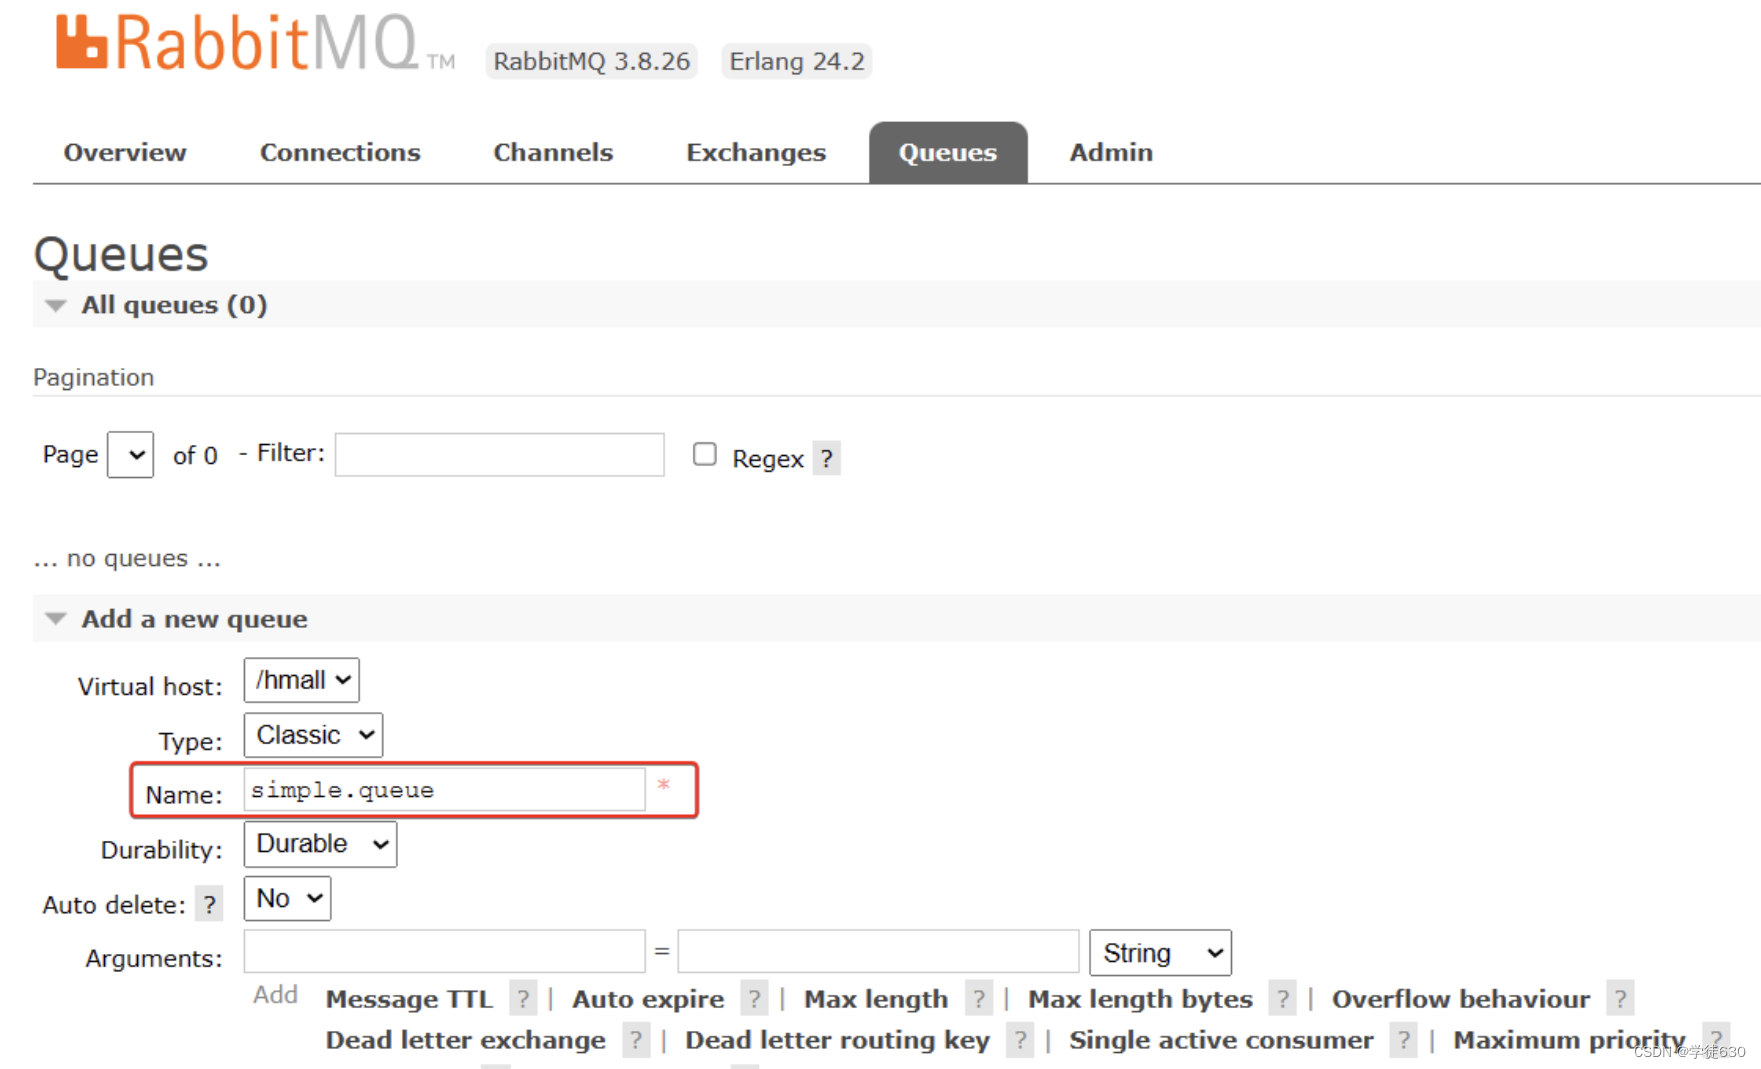 RabbitMQ TM RabbitMQ 3.8.26 Erlang 24.2
Overview Connections Channels Exchanges Queues Admin
Queues
All queues (0)
Pagination
Page of 0 - Filter: Regex ?
... no queues ...
Add a new queue
Virtual host: /hmall
Type: Classic
Name: simple.queue *
Durability: Durable
Auto delete: ? No
Arguments: = String
Add Message TTL ? | Auto expire ? | Max length ? | Max length bytes ? | Overflow behaviour ?
Dead letter exchange ? | Dead letter routing key ? | Single active consumer ? | Maximum priority ?
CSDN @学徒630